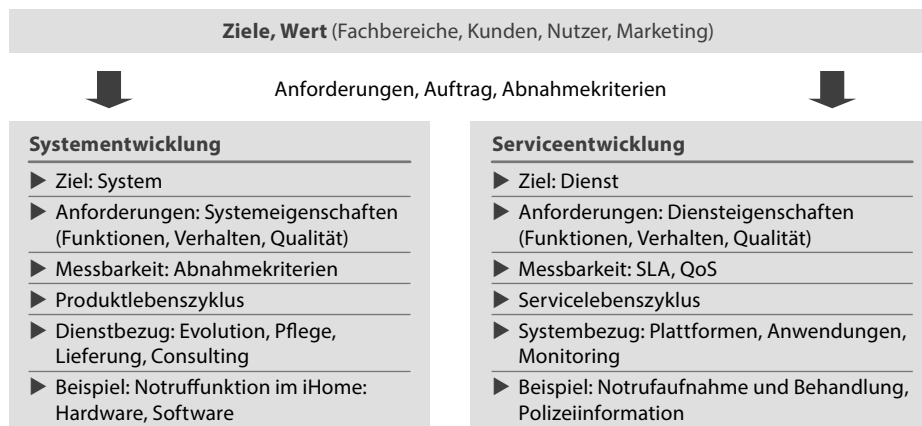 Ziele, Wert (Fachbereiche, Kunden, Nutzer, Marketing)
Anforderungen, Auftrag, Abnahmekriterien
Systementwicklung
▶ Ziel: System
▶ Anforderungen: Systemeigenschaften
(Funktionen, Verhalten, Qualität)
▶ Messbarkeit: Abnahmekriterien
▶ Produktlebenszyklus
▶ Dienstbezug: Evolution, Pflege,
Lieferung, Consulting
▶ Beispiel: Notruffunktion im iHome:
Hardware, Software
Serviceentwicklung
▶ Ziel: Dienst
▶ Anforderungen: Diensteigenschaften
(Funktionen, Verhalten, Qualität)
▶ Messbarkeit: SLA, QoS
▶ Servicelebenszyklus
▶ Systembezug: Plattformen, Anwendungen,
Monitoring
▶ Beispiel: Notrufaufnahme und Behandlung,
Polizeiinformation